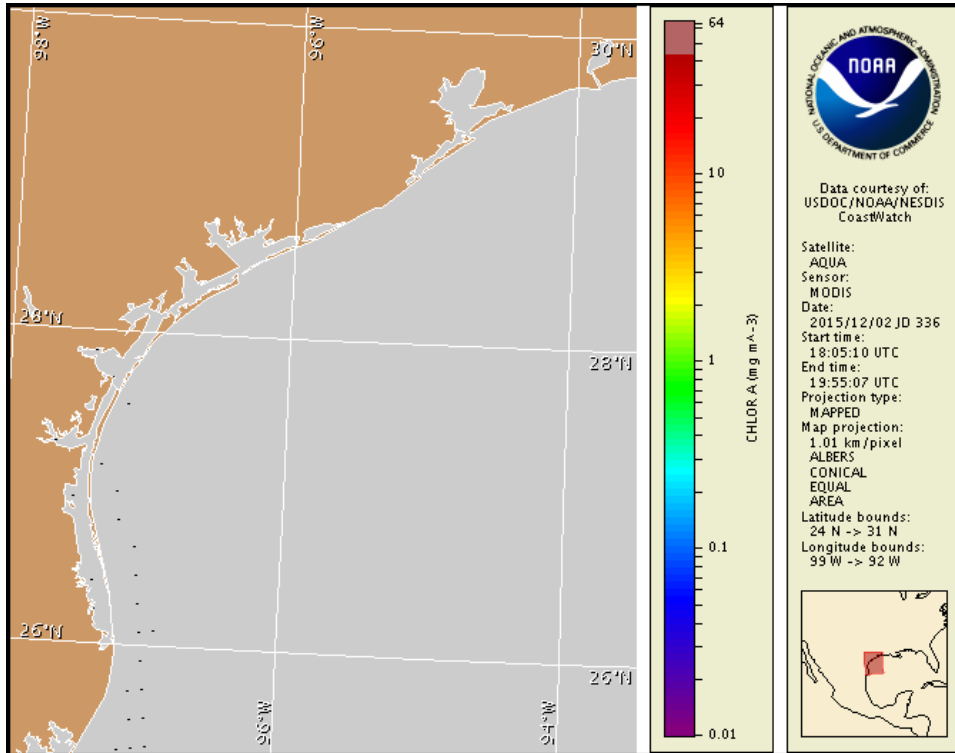 98°W
96°W
30°N
28°N
28°N
26°N
26°N
96°W
94°W
64
10
1
0.1
0.01
CHLOR A (mg m^-3)
NATIONAL OCEANIC AND ATMOSPHERIC ADMINISTRATION
NOAA
U.S. DEPARTMENT OF COMMERCE
Data courtesy of:
USDOC/NOAA/NESDIS
CoastWatch
Satellite:
AQUA
Sensor:
MODIS
Date:
2015/12/02 JD 336
Start time:
18:05:10 UTC
End time:
19:55:07 UTC
Projection type:
MAPPED
Map projection:
1.01 km/pixel
ALBERS
CONICAL
EQUAL
AREA
Latitude bounds:
24 N -> 31 N
Longitude bounds:
99 W -> 92 W